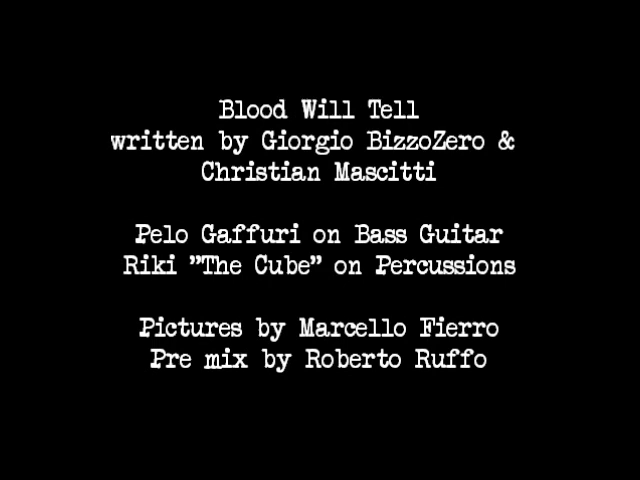 Blood Will Tell
written by Giorgio BizzoZero &
Christian Mascitti
Pelo Gaffuri on Bass Guitar
Riki "The Cube" on Percussions
Pictures by Marcello Fierro
Pre mix by Roberto Ruffo